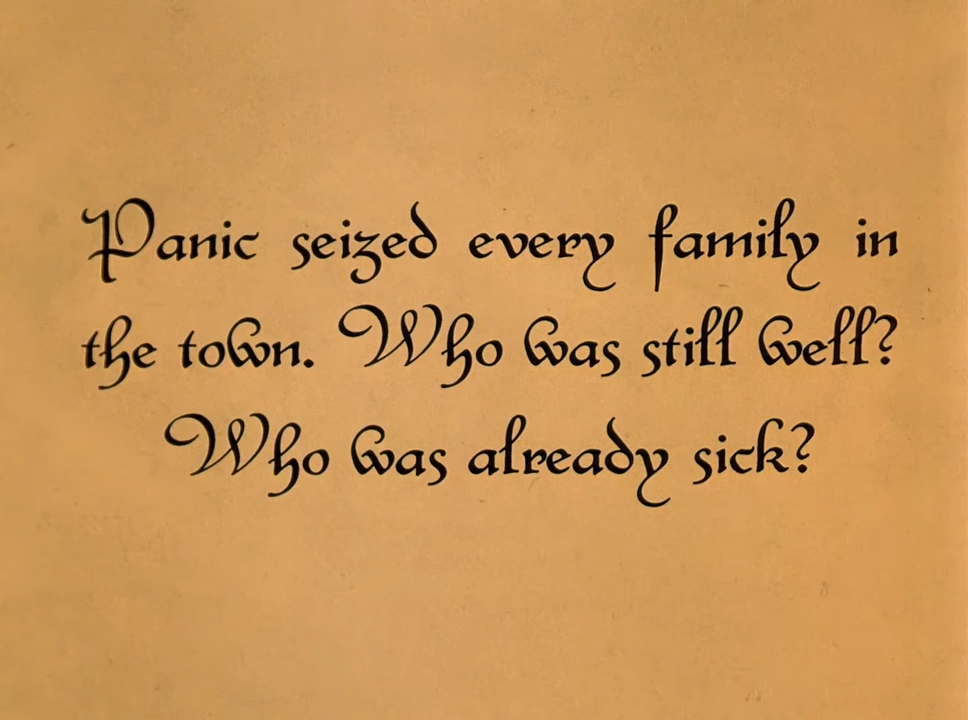 Panic seized every family in
the town. Who was still well?
Who was already sick?